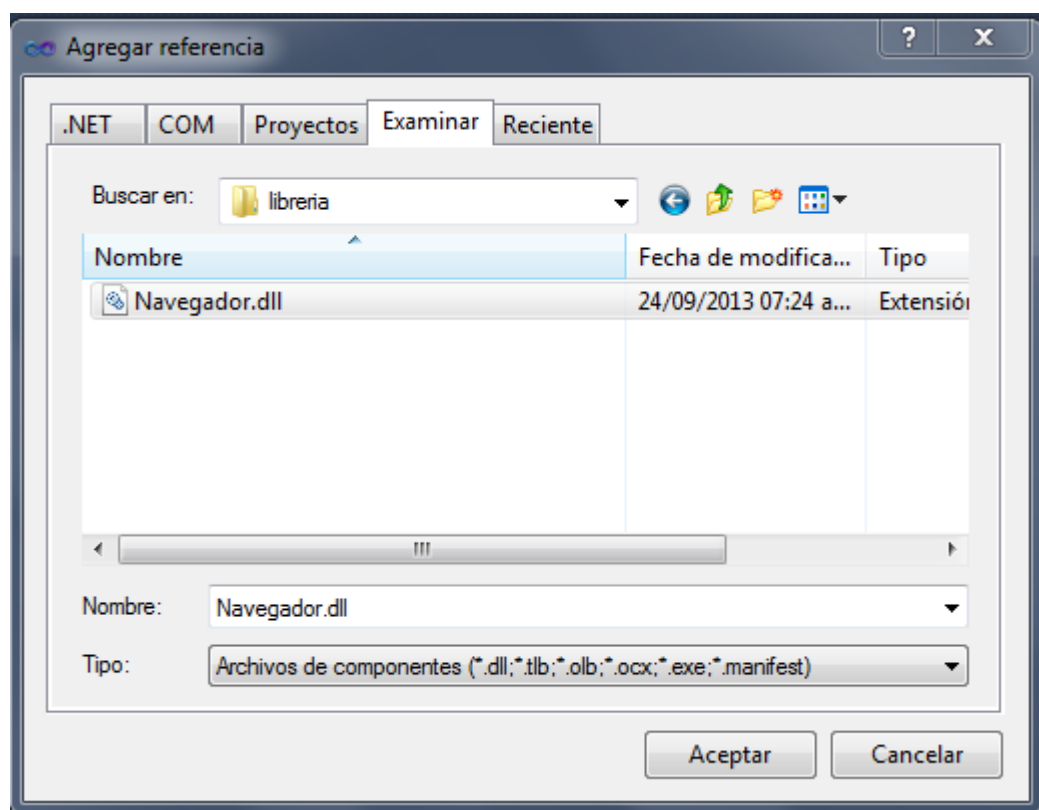 Agregar referencia
? x
.NET COM Proyectos Examinar Reciente
Buscar en: libreria
Nombre Fecha de modifica... Tipo
Navegador.dll 24/09/2013 07:24 a... Extensión
Nombre: Navegador.dll
Tipo: Archivos de componentes (*.dll;*.tlb;*.olb;*.ocx;*.exe;*.manifest)
Aceptar Cancelar